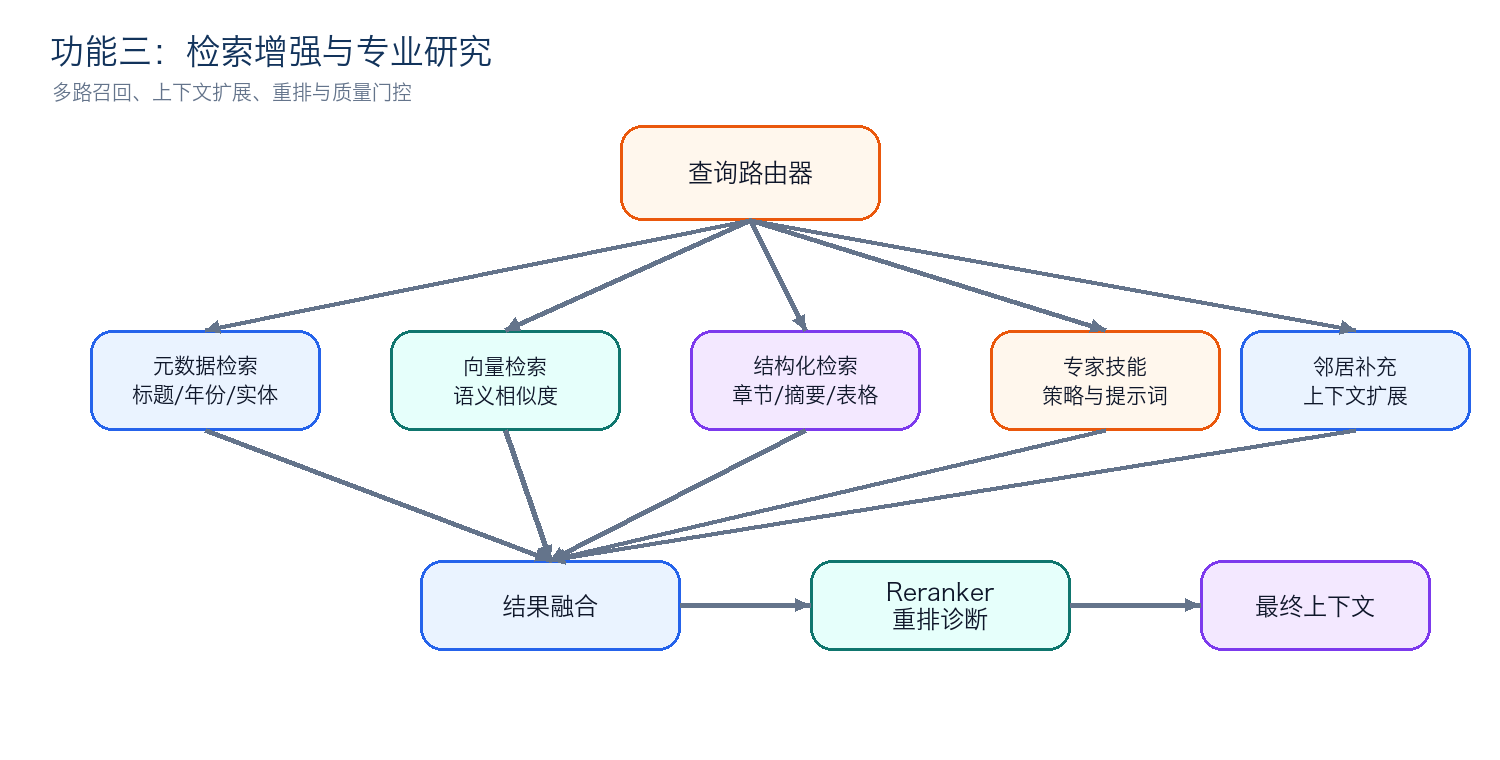 功能三：检索增强与专业研究
多路召回、上下文扩展、重排与质量门控
查询路由器
元数据检索
标题/年份/实体
向量检索
语义相似度
结构化检索
章节/摘要/表格
专家技能
策略与提示词
邻居补充
上下文扩展
结果融合
Reranker
重排诊断
最终上下文